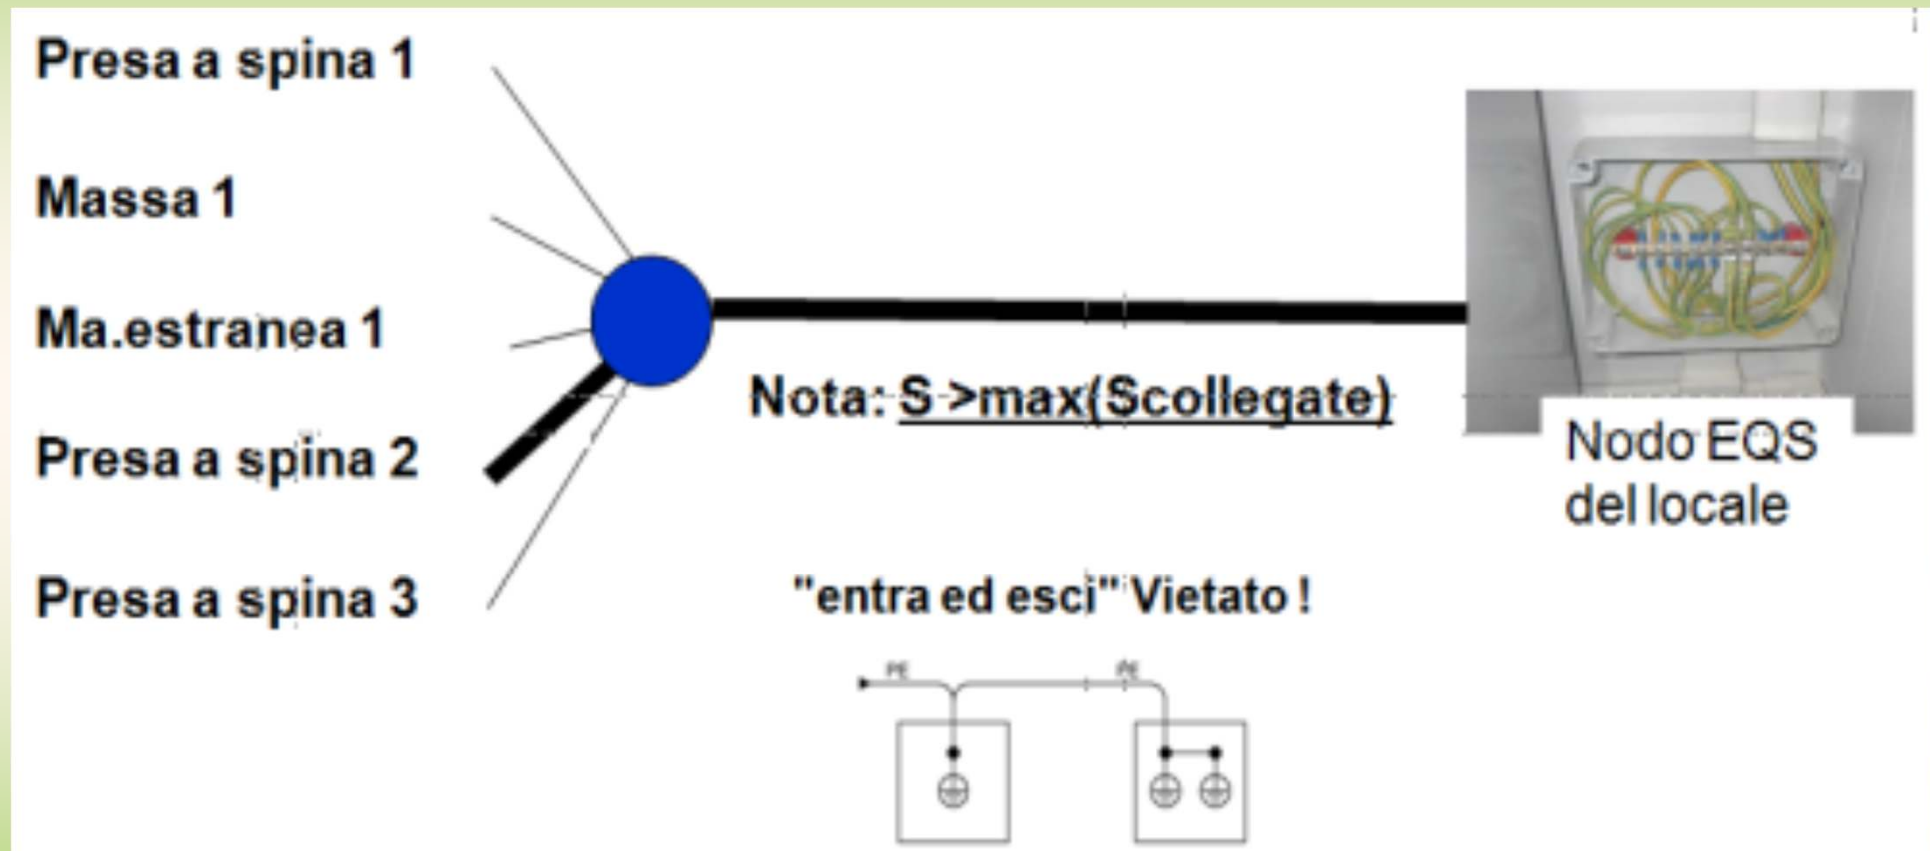 Presa a spina 1
Massa 1
Ma.estranea 1
Presa a spina 2
Presa a spina 3
Nota: S >max(Scollegate)
Nodo EQS
del locale
"entra ed esci" Vietato !
PE
PE